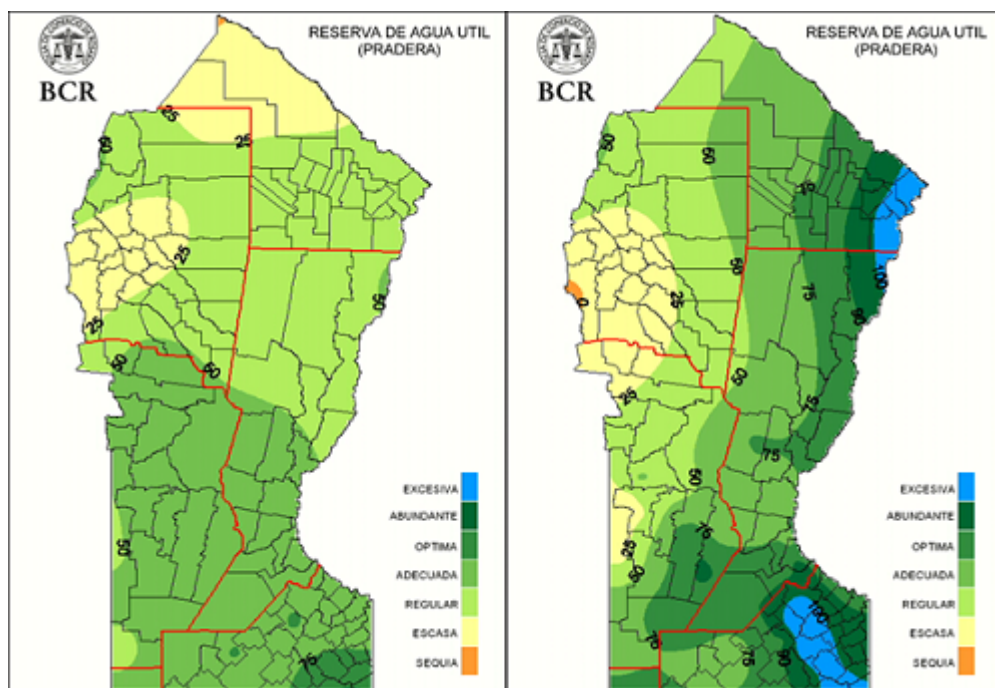 RESERVA DE AGUA UTIL
(PRADERA)
BCR
25
25
50
25
50
25
50
50
50
75
EXCESIVA
ABUNDANTE
OPTIMA
ADECUADA
REGULAR
ESCASA
SEQUIA
RESERVA DE AGUA UTIL
(PRADERA)
BCR
50
50
75
50
100
25
0
75
90
50
25
75
75
50
75
25
50
100
75
75
90
EXCESIVA
ABUNDANTE
OPTIMA
ADECUADA
REGULAR
ESCASA
SEQUIA